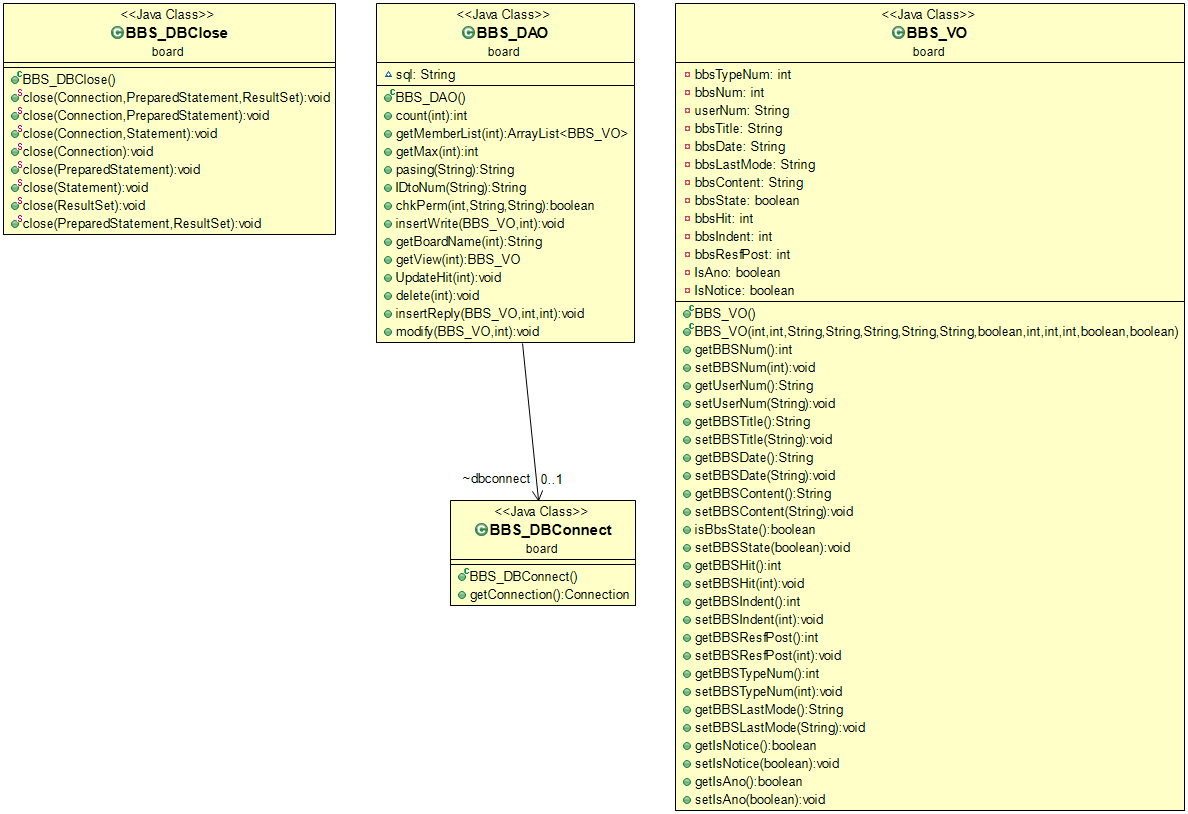 <<Java Class>>
BBS_DBClose
board
BBS_DBClose()
close(Connection,PreparedStatement,ResultSet):void
close(Connection,PreparedStatement):void
close(Connection,Statement):void
close(Connection):void
close(PreparedStatement):void
close(Statement):void
close(ResultSet):void
close(PreparedStatement,ResultSet):void
<<Java Class>>
BBS_DAO
board
sql: String
BBS_DAO()
count(int):int
getMemberList(int):ArrayList<BBS_VO>
getMax(int):int
pasing(String):String
IDtoNum(String):String
chkPerm(int,String,String):boolean
insertWrite(BBS_VO,int):void
getBoardName(int):String
getView(int):BBS_VO
UpdateHit(int):void
delete(int):void
insertReply(BBS_VO,int,int):void
modify(BBS_VO,int):void
~dbconnect 0..1
<<Java Class>>
BBS_DBConnect
board
BBS_DBConnect()
getConnection():Connection
<<Java Class>>
BBS_VO
board
bbsTypeNum: int
bbsNum: int
userNum: String
bbsTitle: String
bbsDate: String
bbsLastMode: String
bbsContent: String
bbsState: boolean
bbsHit: int
bbsIndent: int
bbsResfPost: int
IsAno: boolean
IsNotice: boolean
BBS_VO()
BBS_VO(int,int,String,String,String,String,String,boolean,int,int,int,boolean,boolean)
getBBSNum():int
setBBSNum(int):void
getUserNum():String
setUserNum(String):void
getBBSTitle():String
setBBSTitle(String):void
getBBSDate():String
setBBSDate(String):void
getBBSContent():String
setBBSContent(String):void
isBbsState():boolean
setBBSState(boolean):void
getBBSHit():int
setBBSHit(int):void
getBBSIndent():int
setBBSIndent(int):void
getBBSResfPost():int
setBBSResfPost(int):void
getBBSTypeNum():int
setBBSTypeNum(int):void
getBBSLastMode():String
setBBSLastMode(String):void
getIsNotice():boolean
setIsNotice(boolean):void
getIsAno():boolean
setIsAno(boolean):void